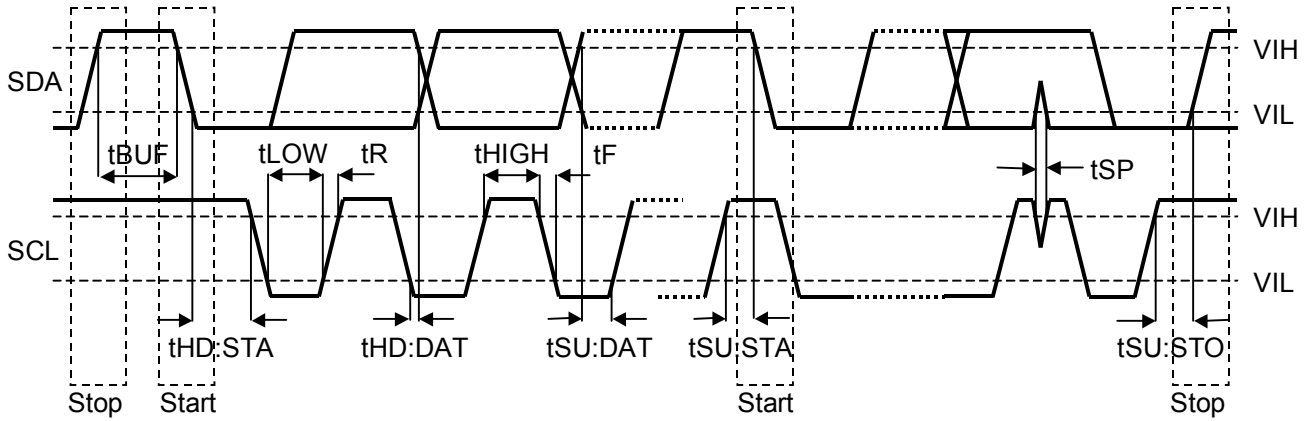 VIH
SDA
VIL
tBUF tLOW tR tHIGH tF tSP
VIH
SCL
VIL
tHD:STA tHD:DAT tSU:DAT tSU:STA tSU:STO
Stop Start Start Stop